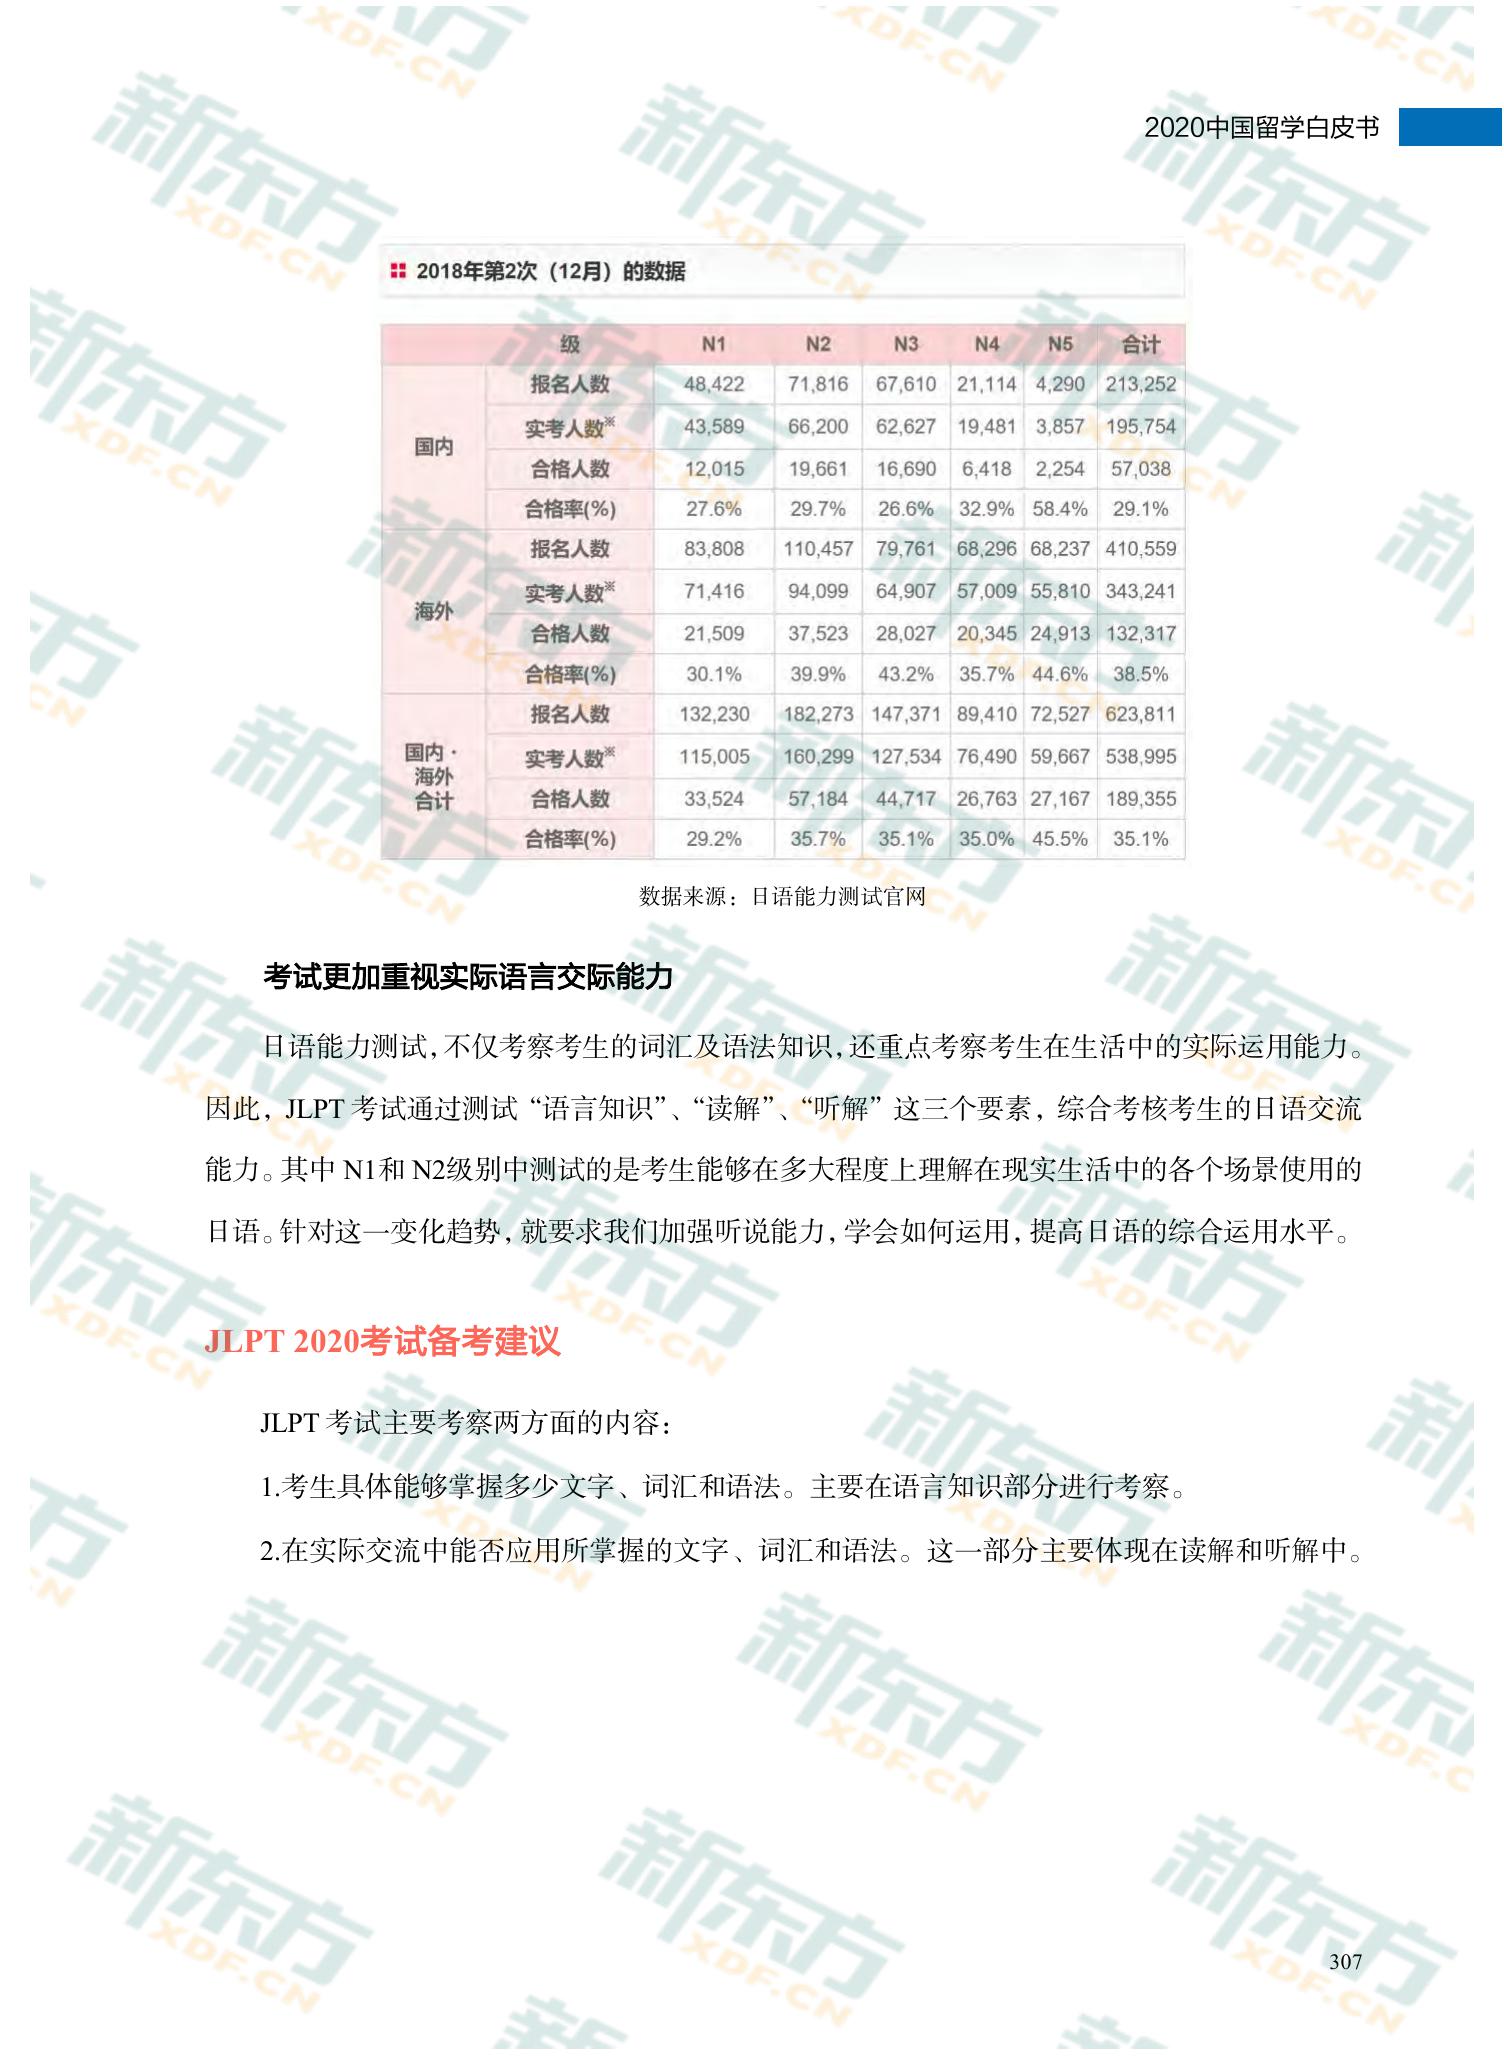 2020中国留学白皮书
2018年第2次（12月）的数据
级 N1 N2 N3 N4 N5 合计
国内
报名人数 48,422 71,816 67,610 21,114 4,290 213,252
实考人数※ 43,589 66,200 62,627 19,481 3,857 195,754
合格人数 12,015 19,661 16,690 6,418 2,254 57,038
合格率(%) 27.6% 29.7% 26.6% 32.9% 58.4% 29.1%
海外
报名人数 83,808 110,457 79,761 68,296 68,237 410,559
实考人数※ 71,416 94,099 64,907 57,009 55,810 343,241
合格人数 21,509 37,523 28,027 20,345 24,913 132,317
合格率(%) 30.1% 39.9% 43.2% 35.7% 44.6% 38.5%
国内・
海外
合计
报名人数 132,230 182,273 147,371 89,410 72,527 623,811
实考人数※ 115,005 160,299 127,534 76,490 59,667 538,995
合格人数 33,524 57,184 44,717 26,763 27,167 189,355
合格率(%) 29.2% 35.7% 35.1% 35.0% 45.5% 35.1%
数据来源：日语能力测试官网
考试更加重视实际语言交际能力
日语能力测试，不仅考察考生的词汇及语法知识，还重点考察考生在生活中的实际运用能力。
因此，JLPT 考试通过测试“语言知识”、“读解”、“听解”这三个要素，综合考核考生的日语交流
能力。其中 N1和 N2级别中测试的是考生能够在多大程度上理解在现实生活中的各个场景使用的
日语。针对这一变化趋势，就要求我们加强听说能力，学会如何运用，提高日语的综合运用水平。
JLPT 2020考试备考建议
JLPT 考试主要考察两方面的内容：
1.考生具体能够掌握多少文字、词汇和语法。主要在语言知识部分进行考察。
2.在实际交流中能否应用所掌握的文字、词汇和语法。这一部分主要体现在读解和听解中。
307
新东方
XDF.CN